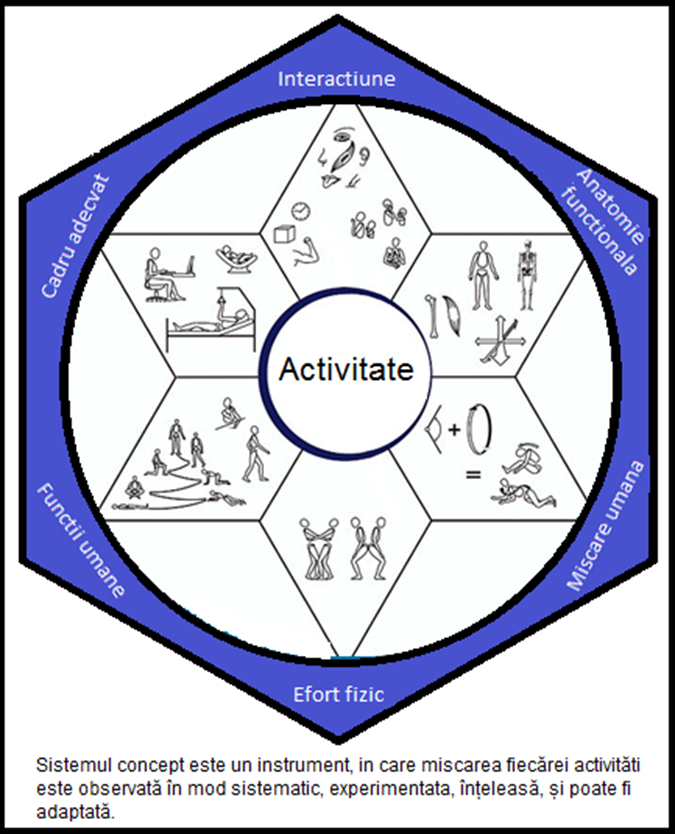 Interactiune
Cadru adecvat
Anatomie
functionala
Activitate
+
=
Functii umane
Miscare umana
Efort fizic
Sistemul concept este un instrument, in care miscarea fiecărei activităti
este observată în mod sistematic, experimentata, înțeleasă, și poate fi
adaptată.